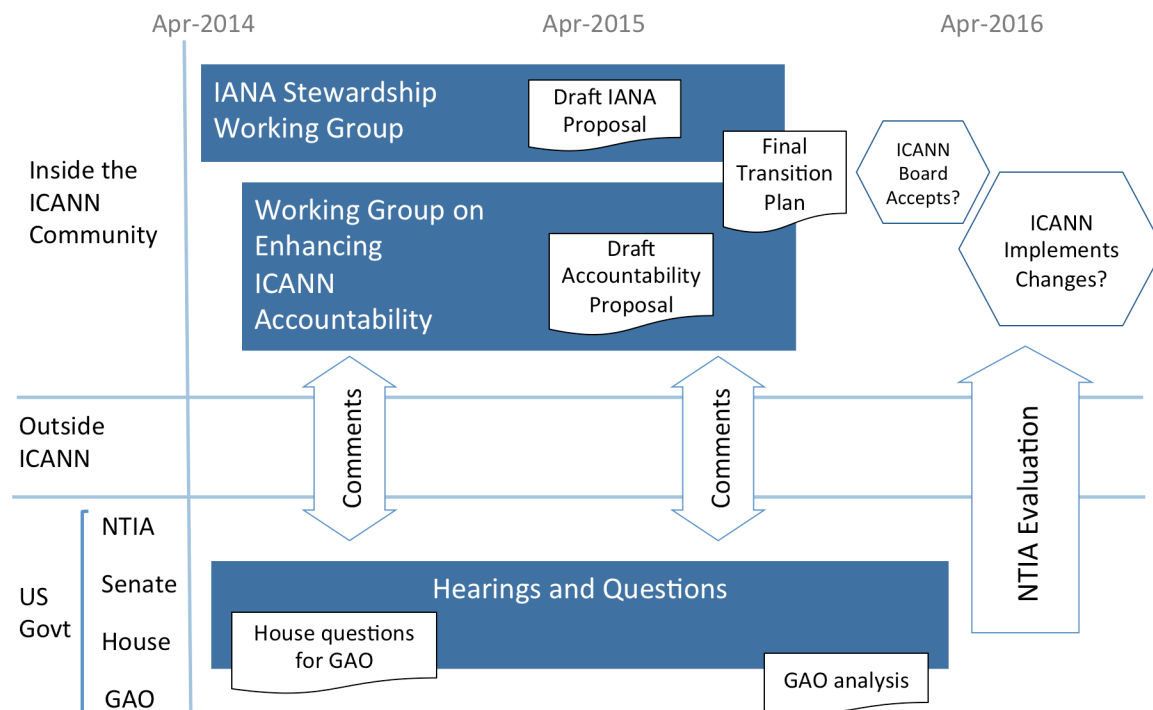 Apr-2014
Apr-2015
Apr-2016
Inside the
ICANN
Community
IANA Stewardship
Working Group
Draft IANA
Proposal
Working Group on
Enhancing
ICANN
Accountability
Draft
Accountability
Proposal
Final
Transition
Plan
ICANN
Board
Accepts?
ICANN
Implements
Changes?
Outside
ICANN
Comments
Comments
NTIA Evaluation
US
Govt
NTIA
Senate
House
GAO
Hearings and Questions
House questions
for GAO
GAO analysis